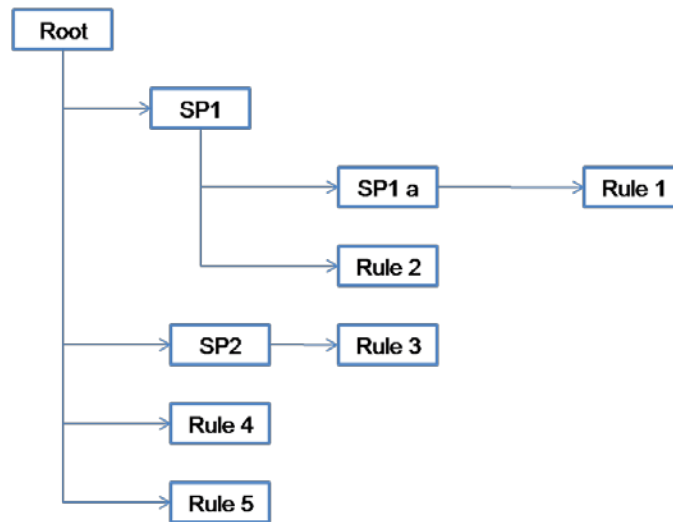 Root
SP1
SP1 a
Rule 1
Rule 2
SP2
Rule 3
Rule 4
Rule 5